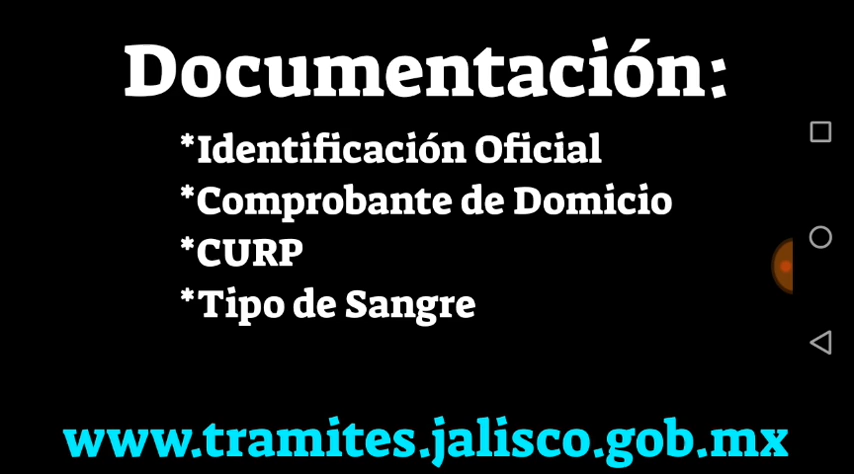 Documentación:
*Identificación Oficial
*Comprobante de Domicio
*CURP
*Tipo de Sangre
www.tramites.jalisco.gob.mx